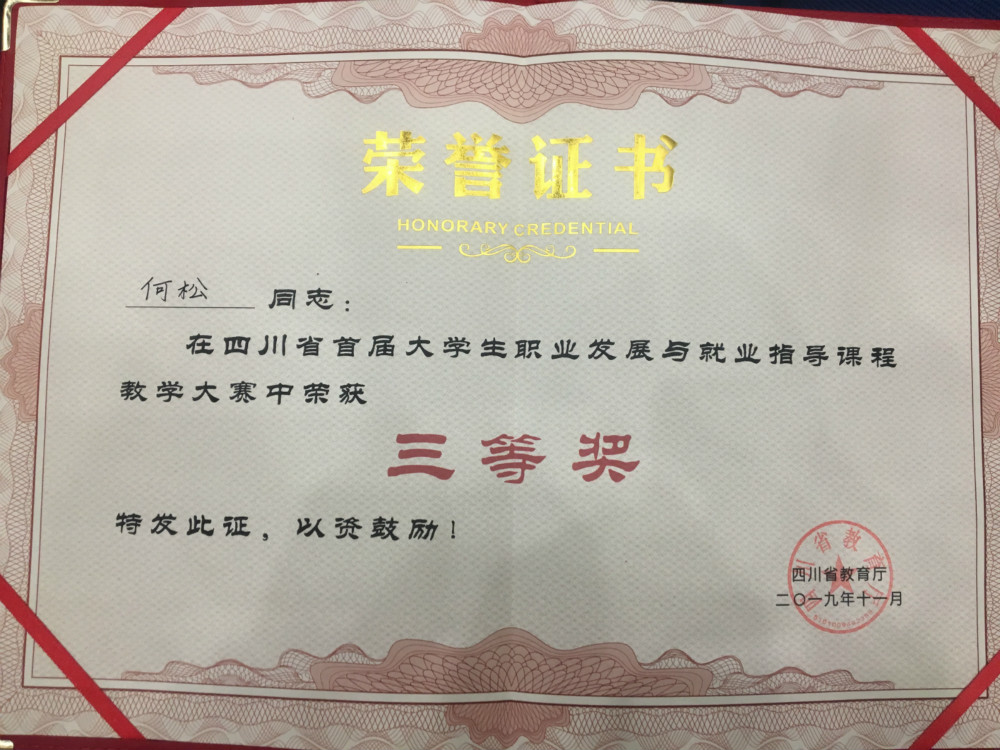 荣誉证书
HONORARY CREDENTIAL
何松 同志：
在四川省首届大学生职业发展与就业指导课程
教学大赛中荣获
三等奖
特发此证，以资鼓励！
四川省教育厅
二〇一九年十一月